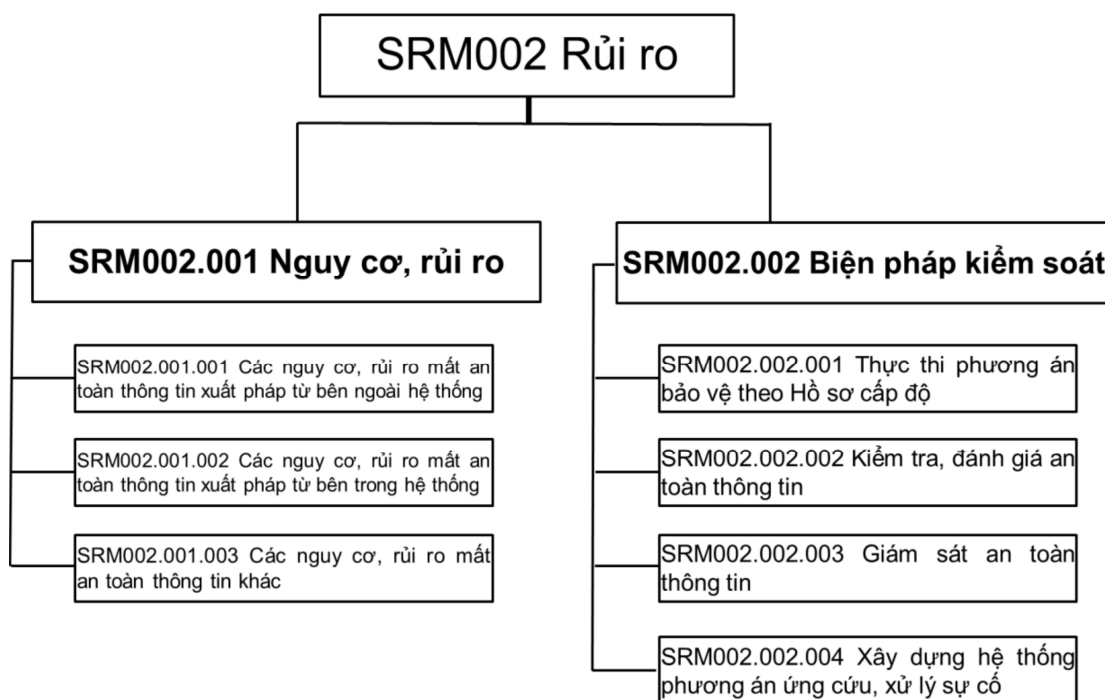 SRM002 Rủi ro
SRM002.001 Nguy cơ, rủi ro
SRM002.001.001 Các nguy cơ, rủi ro mất an
toàn thông tin xuất pháp từ bên ngoài hệ thống
SRM002.001.002 Các nguy cơ, rủi ro mất an
toàn thông tin xuất pháp từ bên trong hệ thống
SRM002.001.003 Các nguy cơ, rủi ro mất
an toàn thông tin khác
SRM002.002 Biện pháp kiểm soát
SRM002.002.001 Thực thi phương án
bảo vệ theo Hồ sơ cấp độ
SRM002.002.002 Kiểm tra, đánh giá an
toàn thông tin
SRM002.002.003 Giám sát an toàn
thông tin
SRM002.002.004 Xây dựng hệ thống
phương án ứng cứu, xử lý sự cố